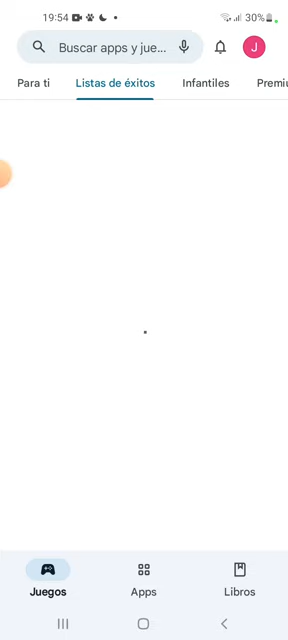 19:54 30%
Buscar apps y jue...
J
Para ti Listas de éxitos Infantiles Premiu
Juegos Apps Libros